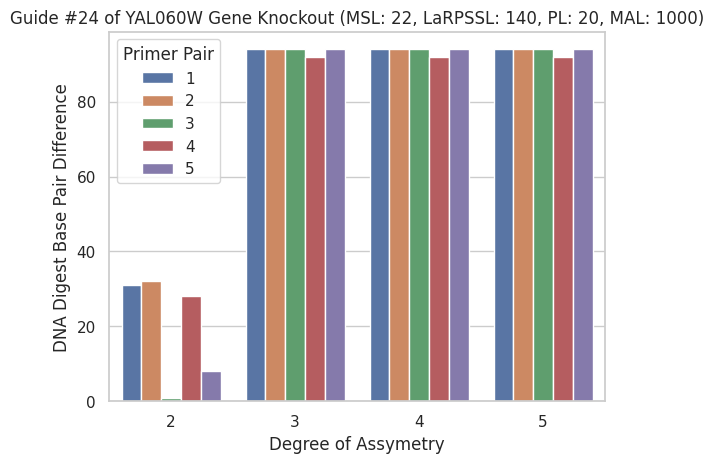 Guide #24 of YAL060W Gene Knockout (MSL: 22, LaRPSSL: 140, PL: 20, MAL: 1000)
Primer Pair
1
2
3
4
5
DNA Digest Base Pair Difference
80
60
40
20
0
2 3 4 5
Degree of Assymetry